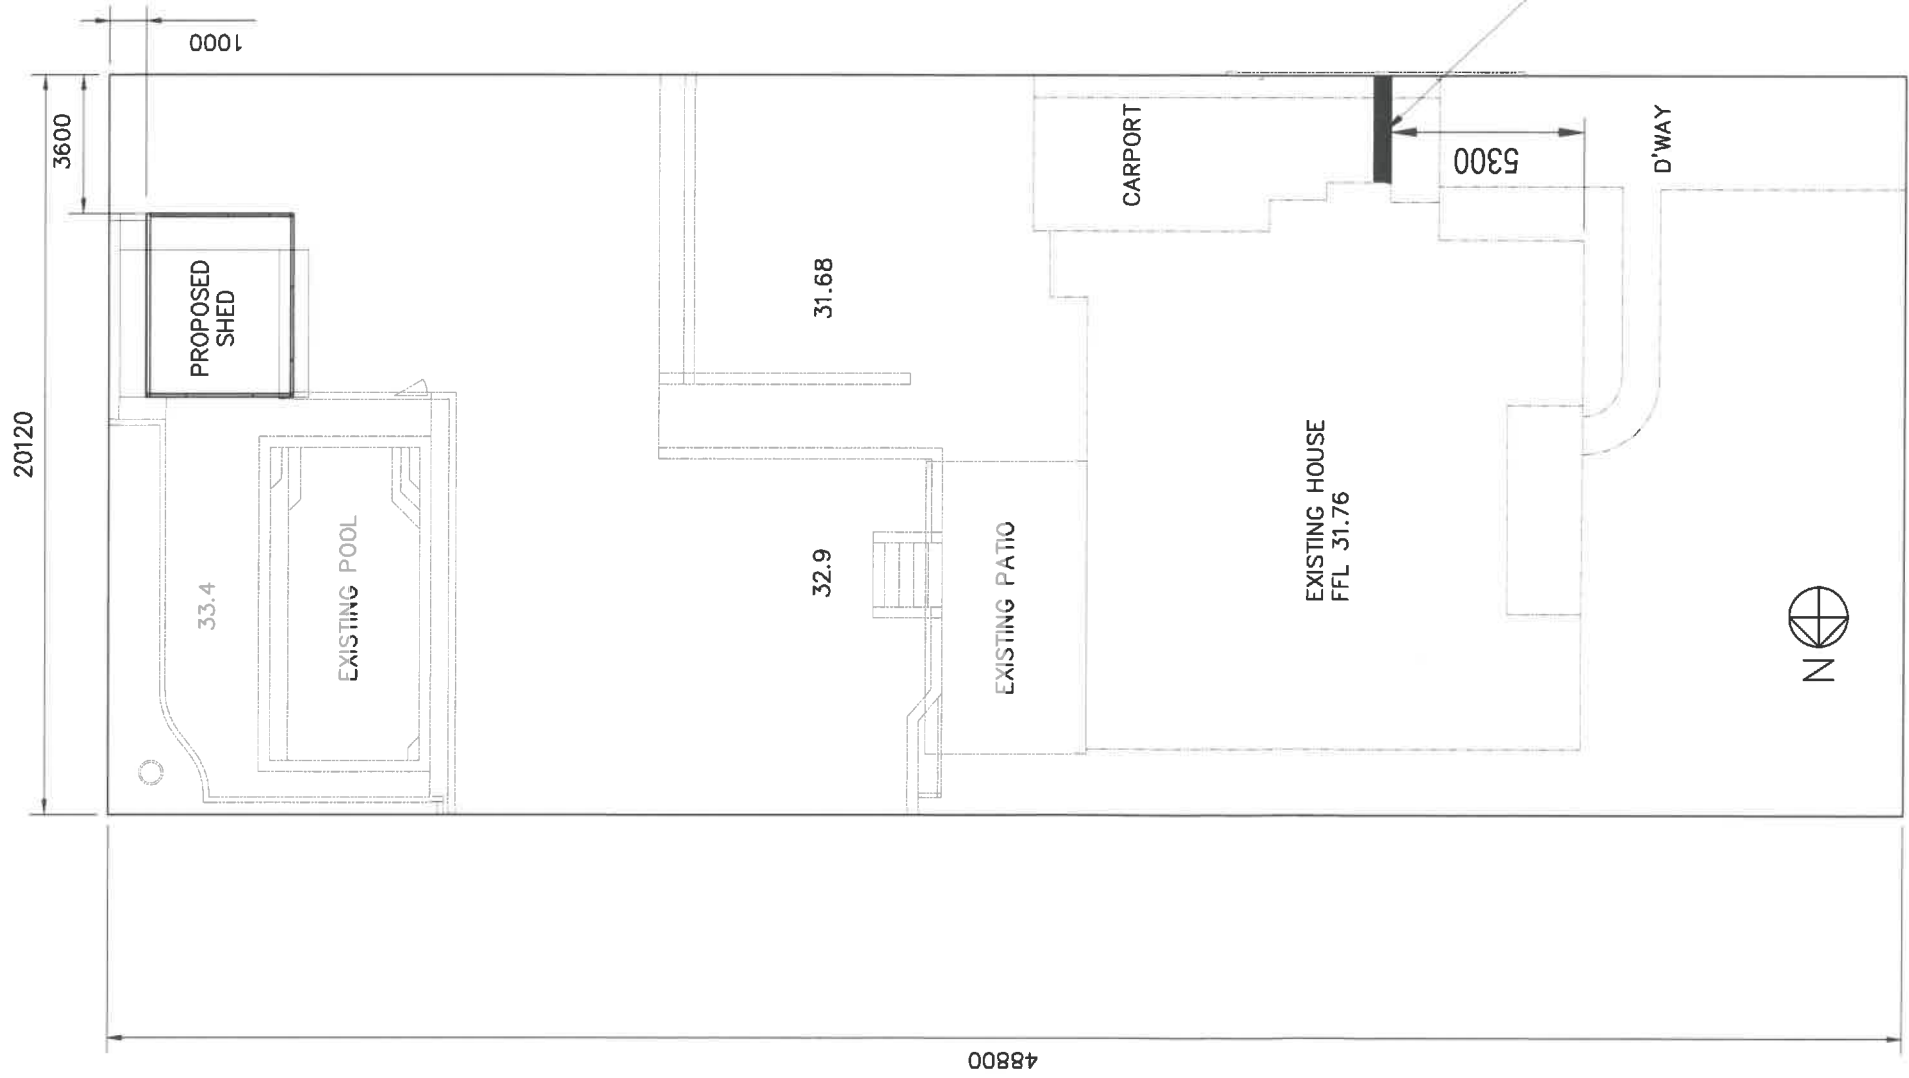 1000
3600
20120
PROPOSED
SHED
33.4
EXISTING POOL
31.68
32.9
CARPORT
5300
D'WAY
EXISTING PATIO
EXISTING HOUSE
FFL 31.76
N
48800